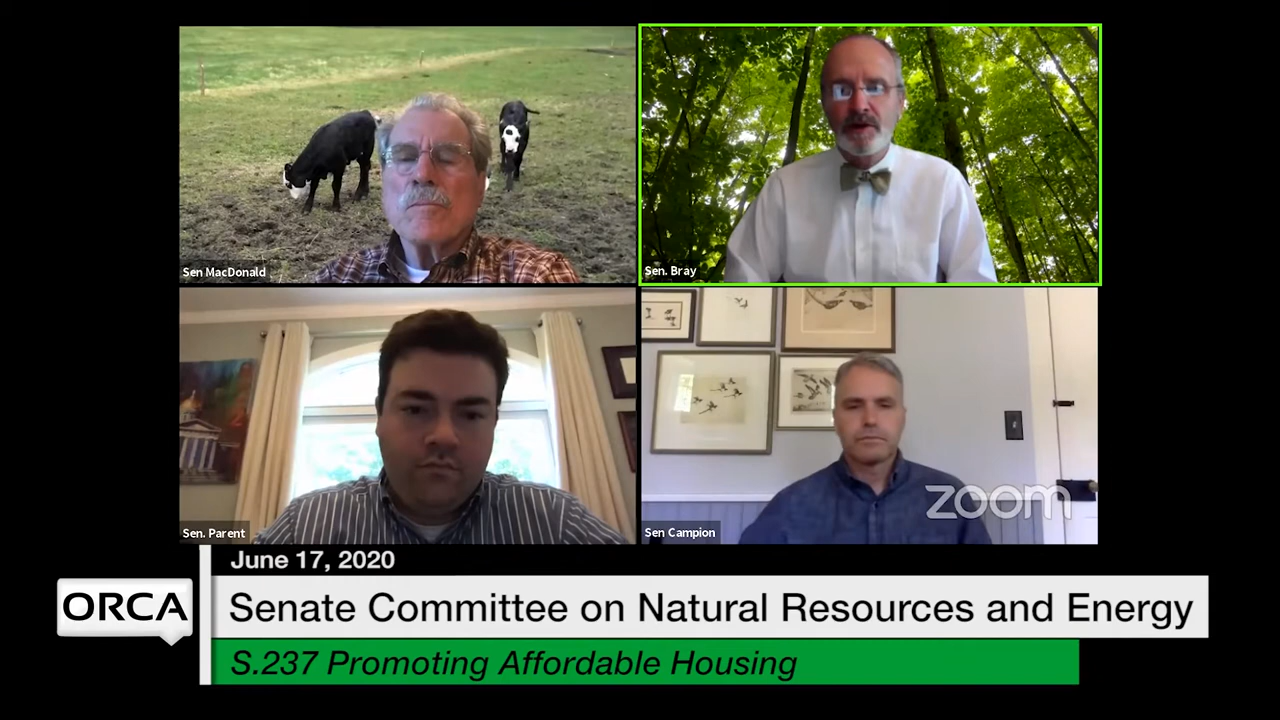 Sen MacDonald
Sen. Bray
Sen. Parent
Sen Campion
zoom
June 17, 2020
ORCA
Senate Committee on Natural Resources and Energy
S.237 Promoting Affordable Housing